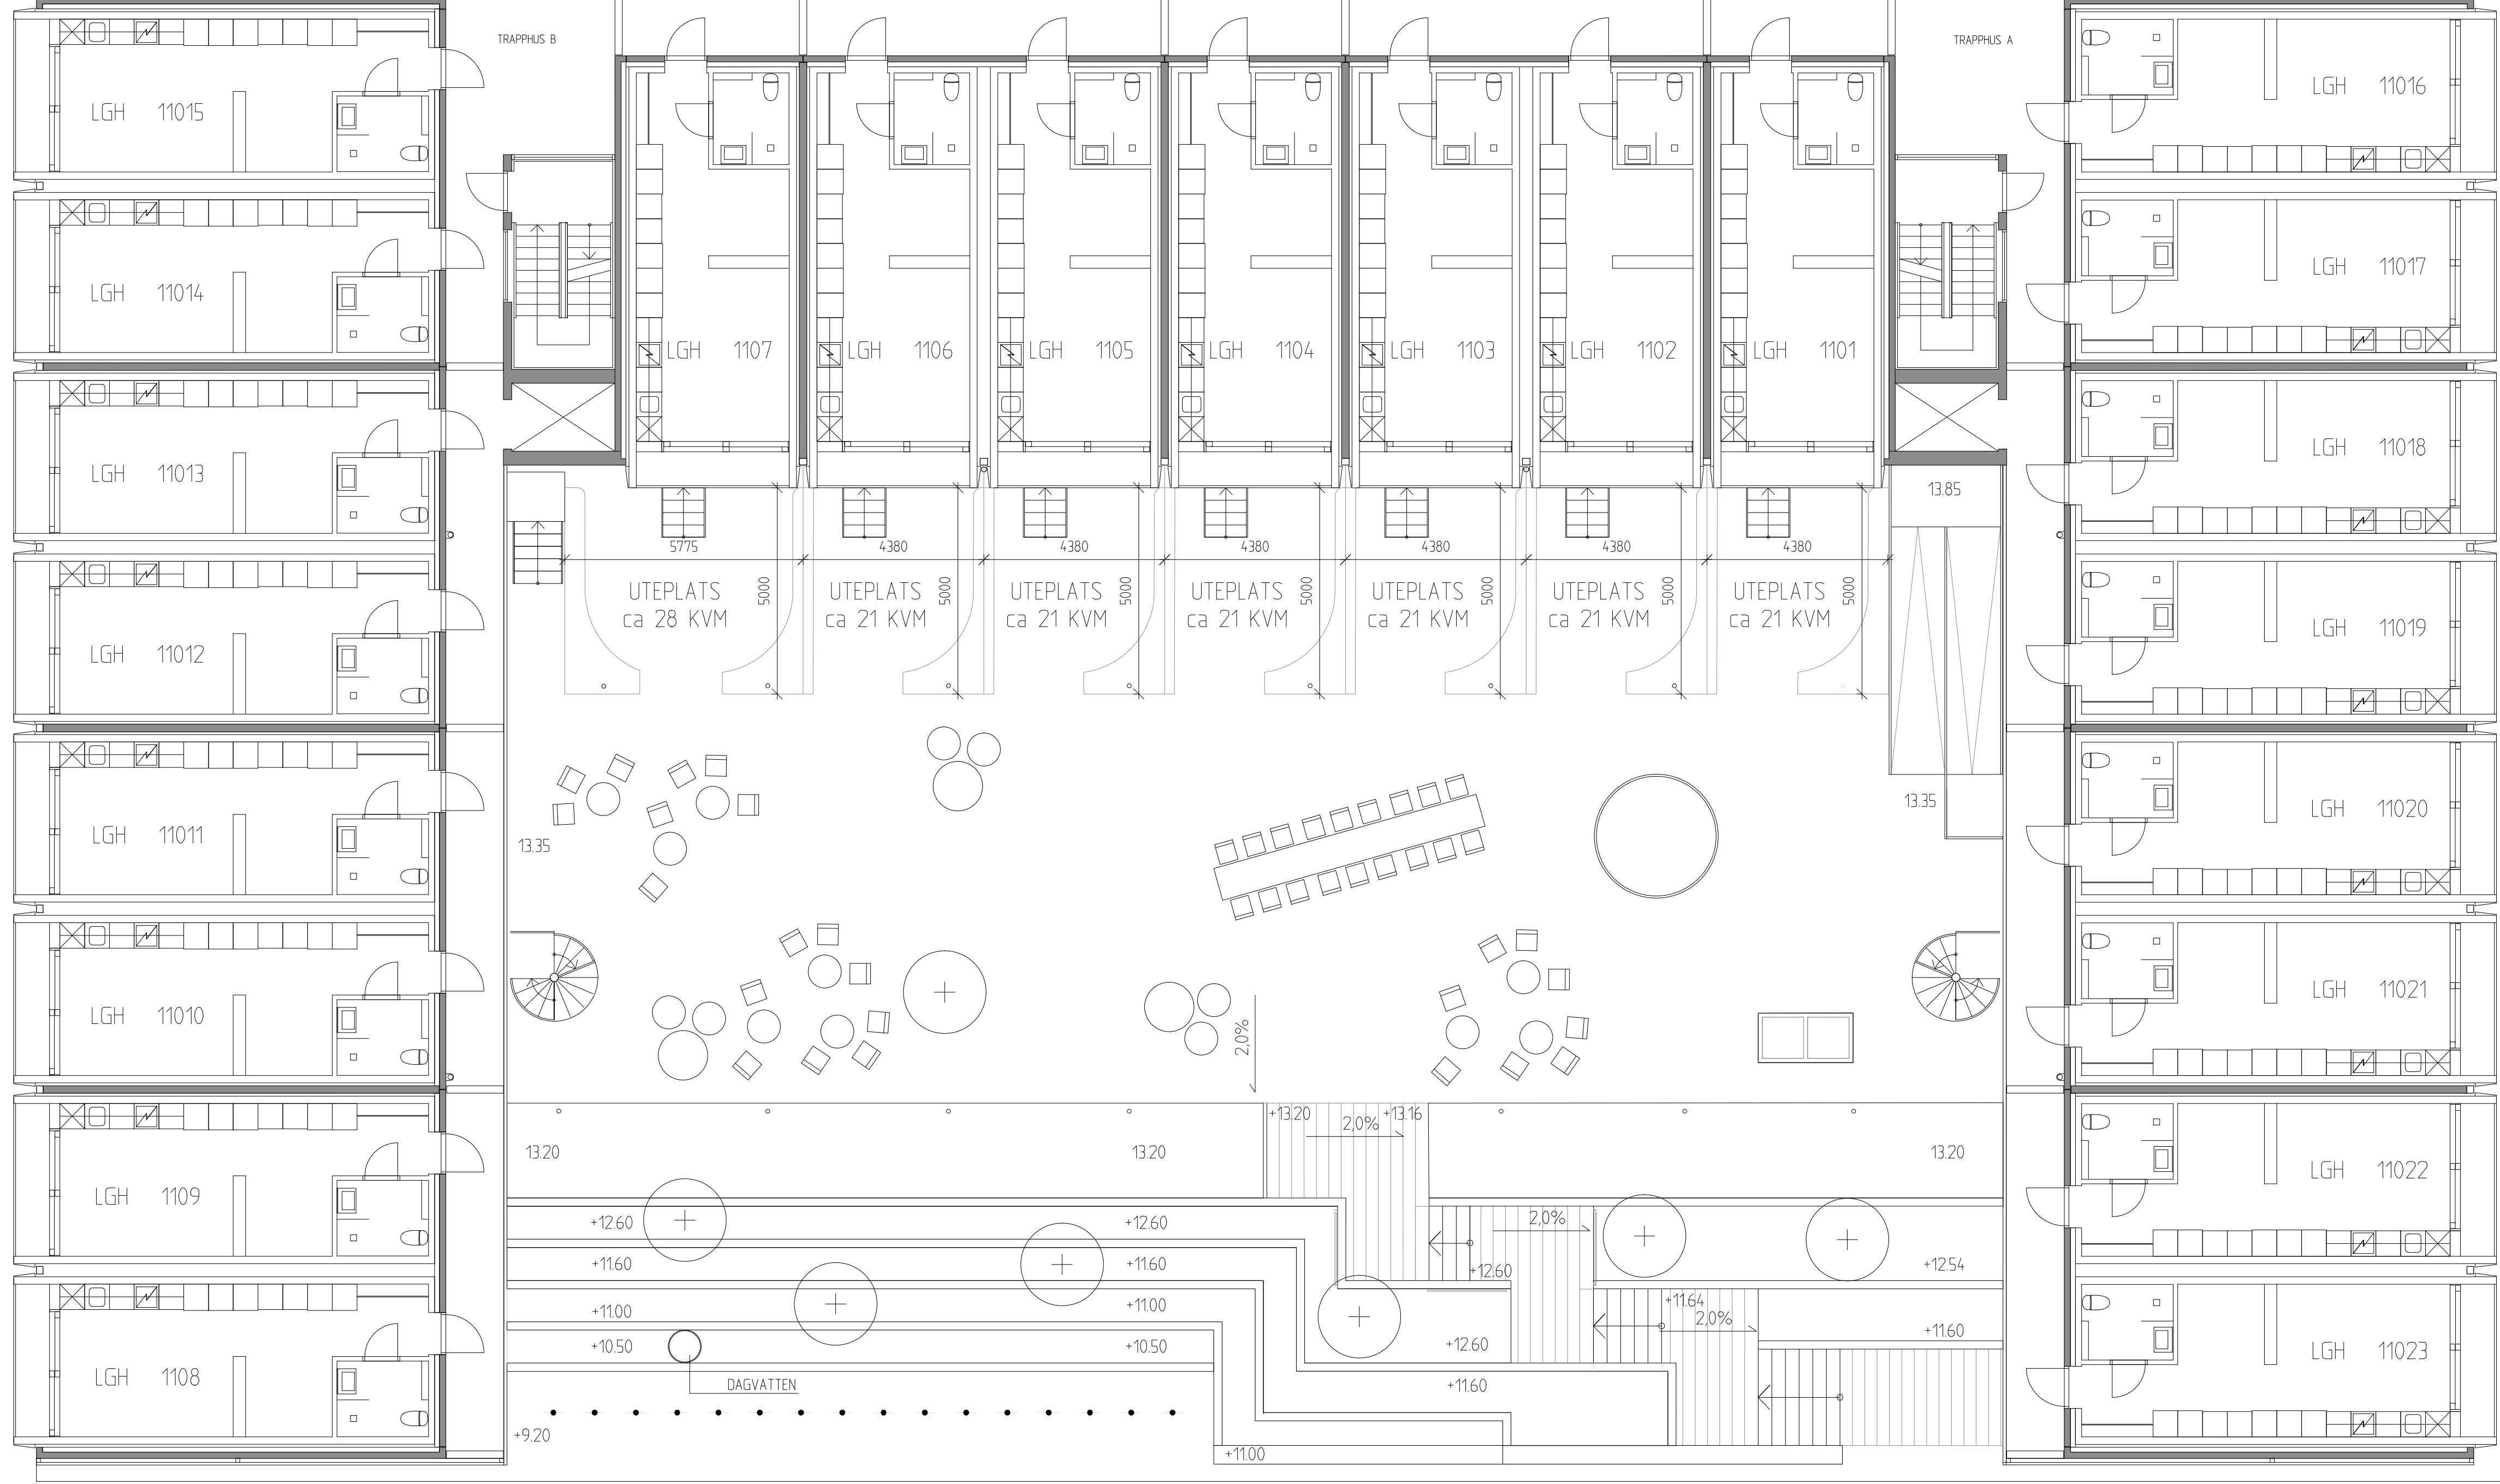 TRAPPHUS B
TRAPPHUS A
LGH 11015
LGH 11016
LGH 11014
LGH 11017
LGH 1107
LGH 1106
LGH 1105
LGH 1104
LGH 1103
LGH 1102
LGH 1101
LGH 11013
LGH 11018
13.85
5775
4380
4380
4380
4380
4380
4380
UTEPLATS
ca 28 KVM
5000
UTEPLATS
ca 21 KVM
5000
UTEPLATS
ca 21 KVM
5000
UTEPLATS
ca 21 KVM
5000
UTEPLATS
ca 21 KVM
5000
UTEPLATS
ca 21 KVM
5000
UTEPLATS
ca 21 KVM
5000
LGH 11012
LGH 11019
LGH 11011
13.35
13.35
LGH 11020
LGH 11010
2,0%
LGH 11021
+13.20
+13.16
2,0%
13.20
13.20
13.20
LGH 1109
LGH 11022
+12.60
+12.60
2,0%
+11.60
+11.60
+12.60
+12.54
+11.00
+11.00
+11.64
2,0%
+11.60
+10.50
+10.50
+12.60
LGH 1108
LGH 11023
DAGVATTEN
+11.60
+9.20
+11.00